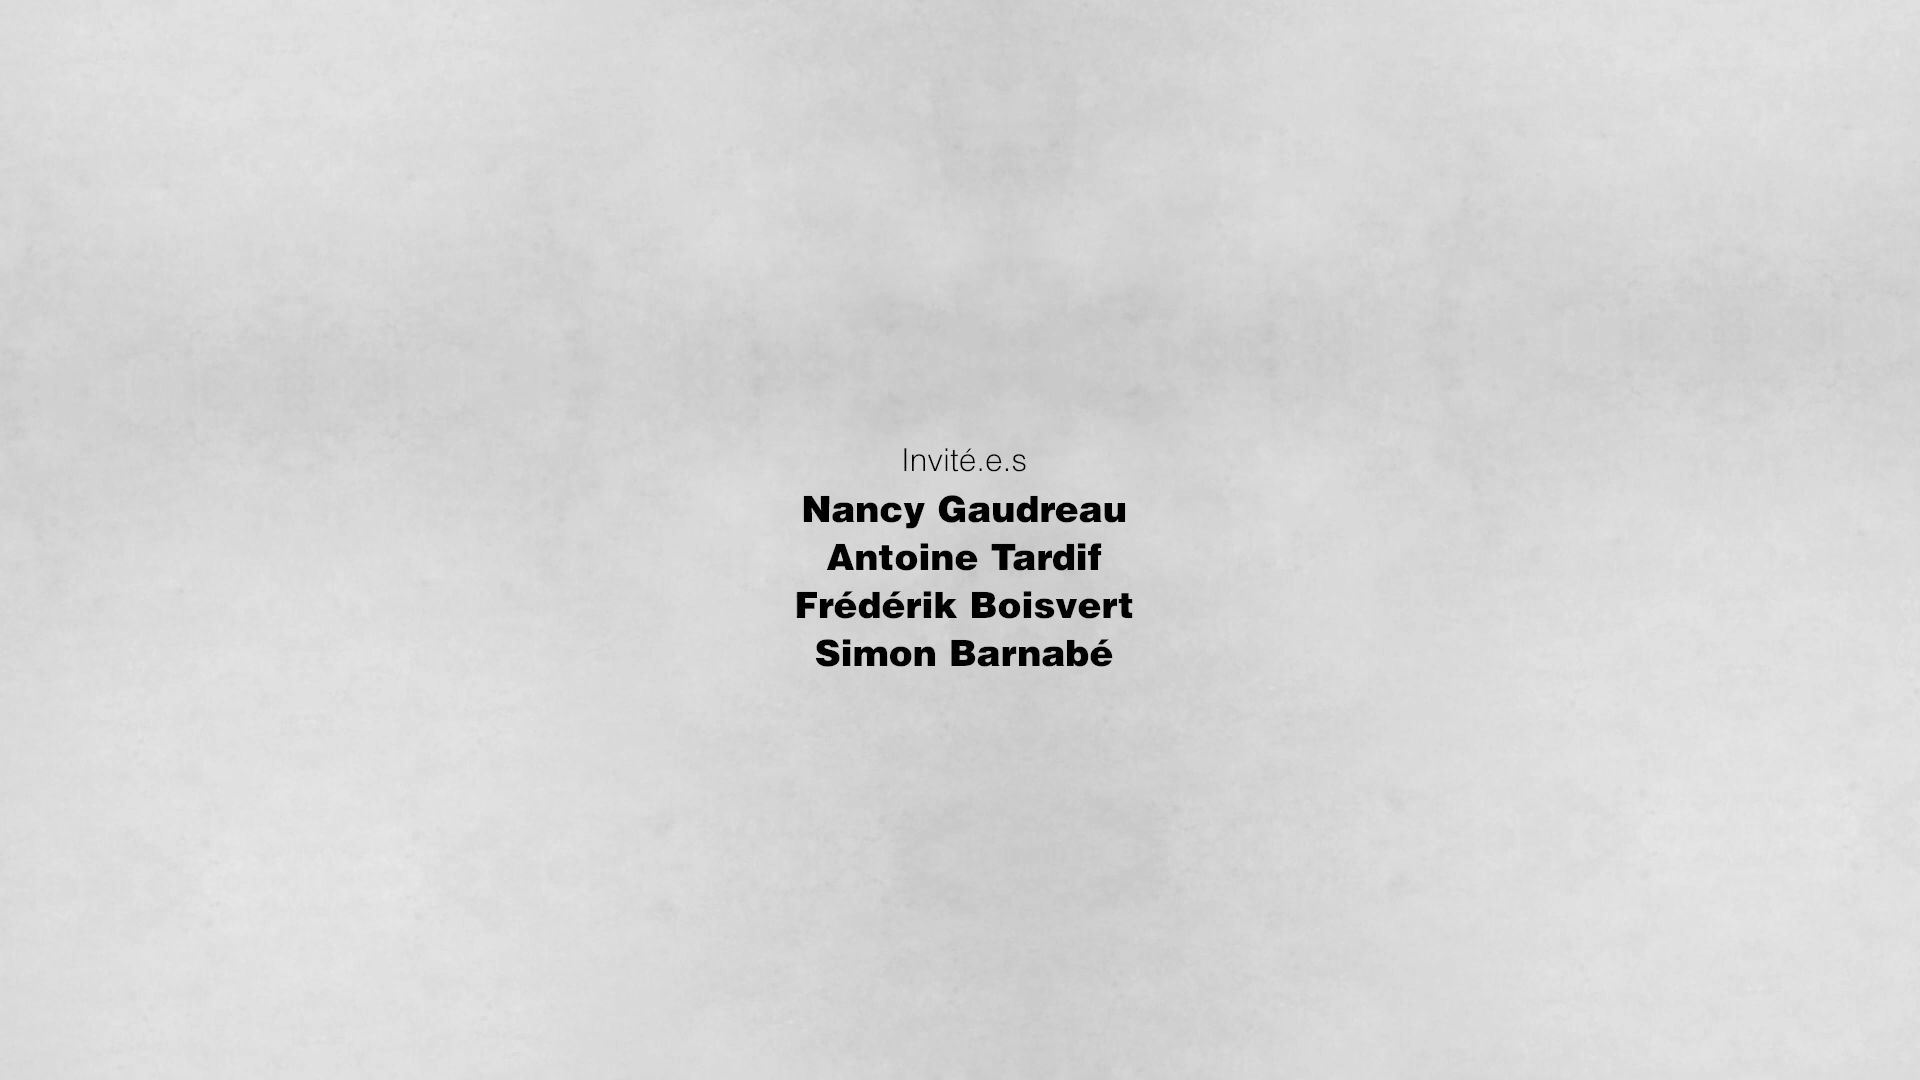 Invité.e.s
Nancy Gaudreau
Antoine Tardif
Frédérik Boisvert
Simon Barnabé